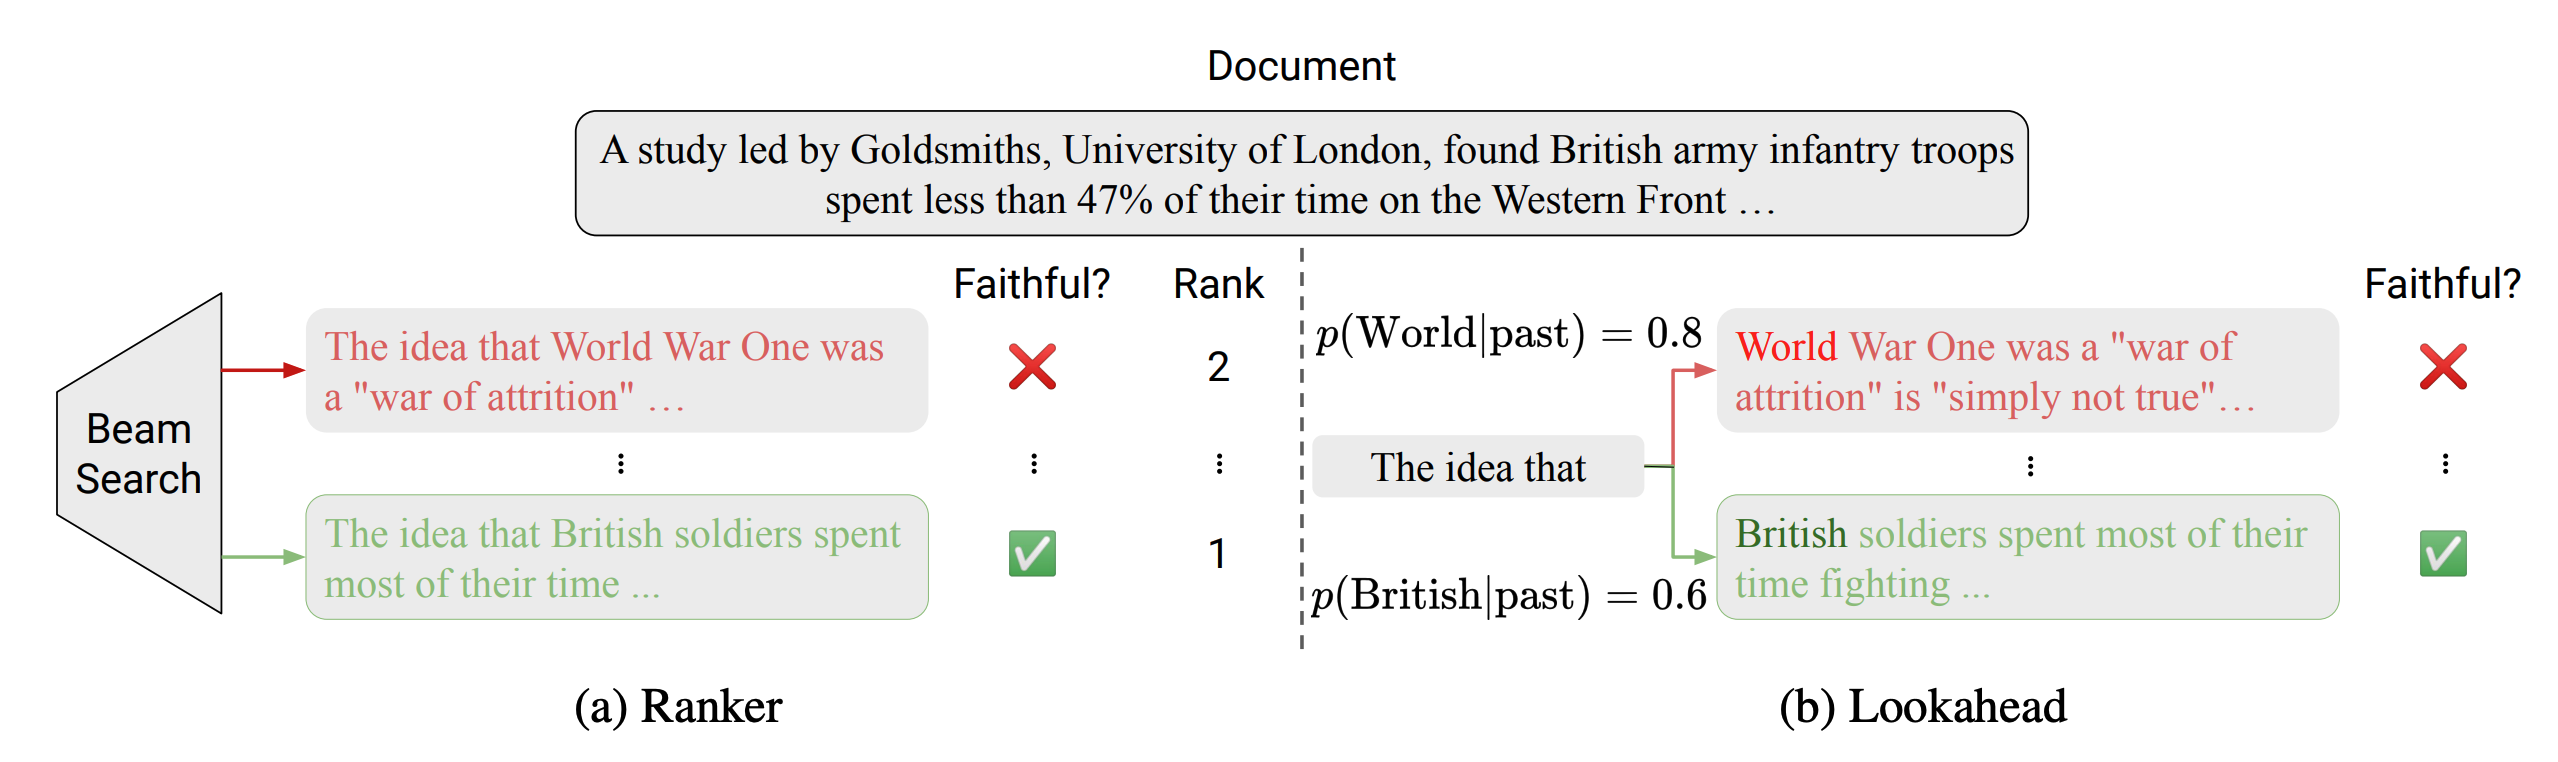 Document
A study led by Goldsmiths, University of London, found British army infantry troops
spent less than 47% of their time on the Western Front …
Beam
Search
Faithful?
Rank
The idea that World War One was
a "war of attrition" …
2
The idea that British soldiers spent
most of their time ...
1
(a) Ranker
Faithful?
p(World|past) = 0.8
World War One was a "war of
attrition" is "simply not true"…
The idea that
p(British|past) = 0.6
British soldiers spent most of their
time fighting ...
(b) Lookahead